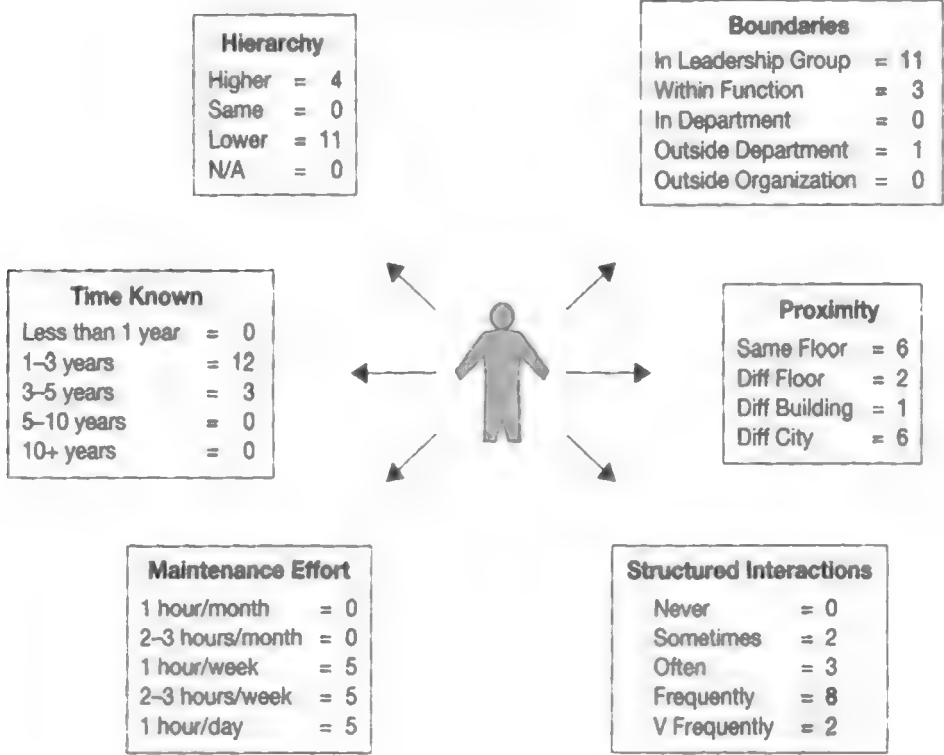 Hierarchy
Higher = 4
Same = 0
Lower = 11
N/A = 0
Boundaries
In Leadership Group = 11
Within Function = 3
In Department = 0
Outside Department = 1
Outside Organization = 0
Time Known
Less than 1 year = 0
1–3 years = 12
3–5 years = 3
5–10 years = 0
10+ years = 0
Proximity
Same Floor = 6
Diff Floor = 2
Diff Building = 1
Diff City = 6
Maintenance Effort
1 hour/month = 0
2–3 hours/month = 0
1 hour/week = 5
2–3 hours/week = 5
1 hour/day = 5
Structured Interactions
Never = 0
Sometimes = 2
Often = 3
Frequently = 8
V Frequently = 2